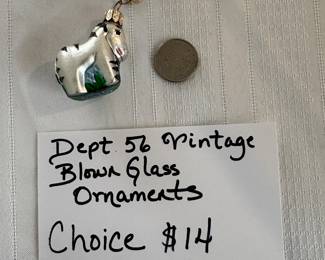 Dept 56 Vintage
Blown Glass
Ornaments
Choice $14